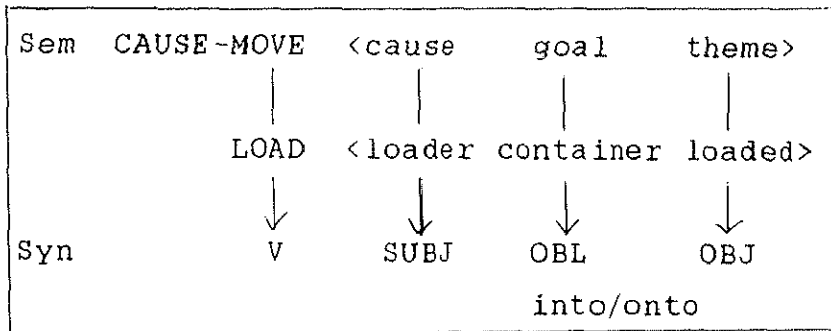 Sem CAUSE-MOVE <cause goal theme>
LOAD <loader container loaded>
Syn V SUBJ OBL OBJ
into/onto